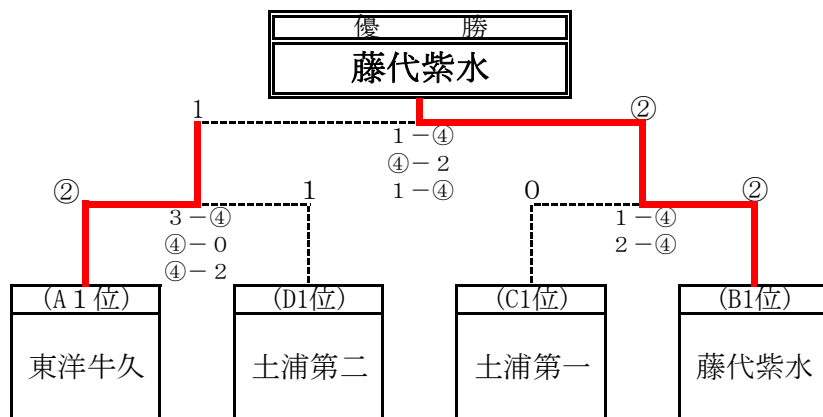 優　　　勝
藤代紫水
1
②
１－④
④－２
１－④
②
1
0
②
３－④
④－０
④－２
１－④
２－④
(A１位)
(D1位)
(C1位)
(B1位)
東洋牛久
土浦第二
土浦第一
藤代紫水